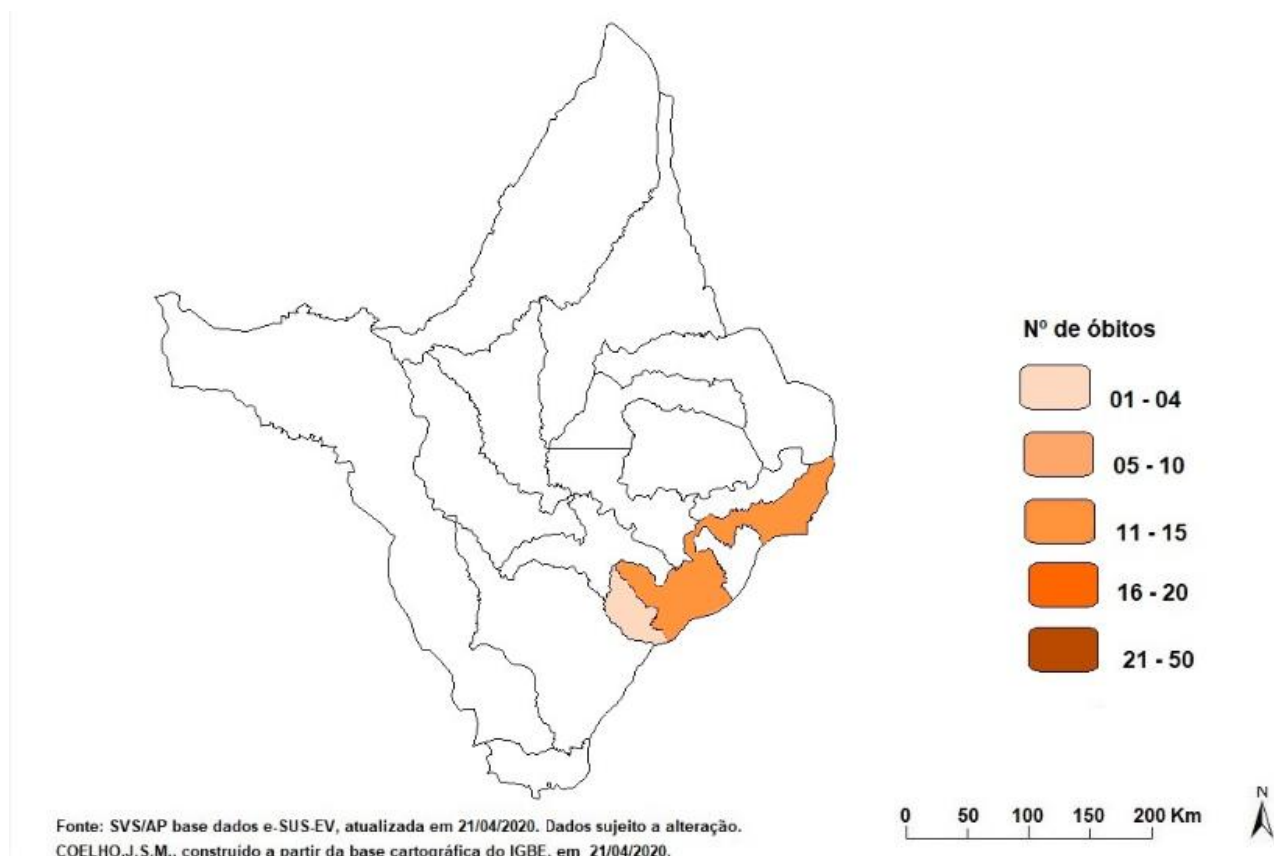 Nº de óbitos
01 - 04
05 - 10
11 - 15
16 - 20
21 - 50
N
0 50 100 150 200 Km
Fonte: SVS/AP base dados e-SUS-EV, atualizada em 21/04/2020. Dados sujeito a alteração.
COELHO.J.S.M., construído a partir da base cartográfica do IGBE, em 21/04/2020.